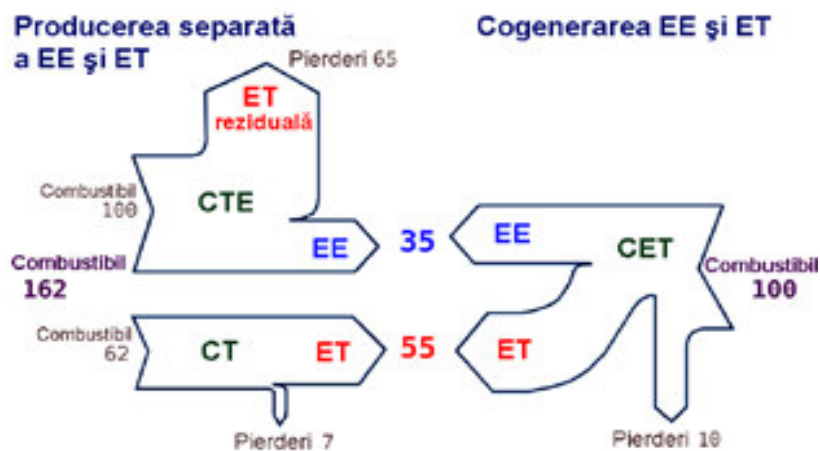 Producerea separată
a EE şi ET
Cogenerarea EE şi ET
Pierderi 65
ET
reziduală
Combustibil
100
CTE
EE
35
EE
CET
Combustibil
162
Combustibil
100
Combustibil
62
CT
ET
55
ET
Pierderi 7
Pierderi 10